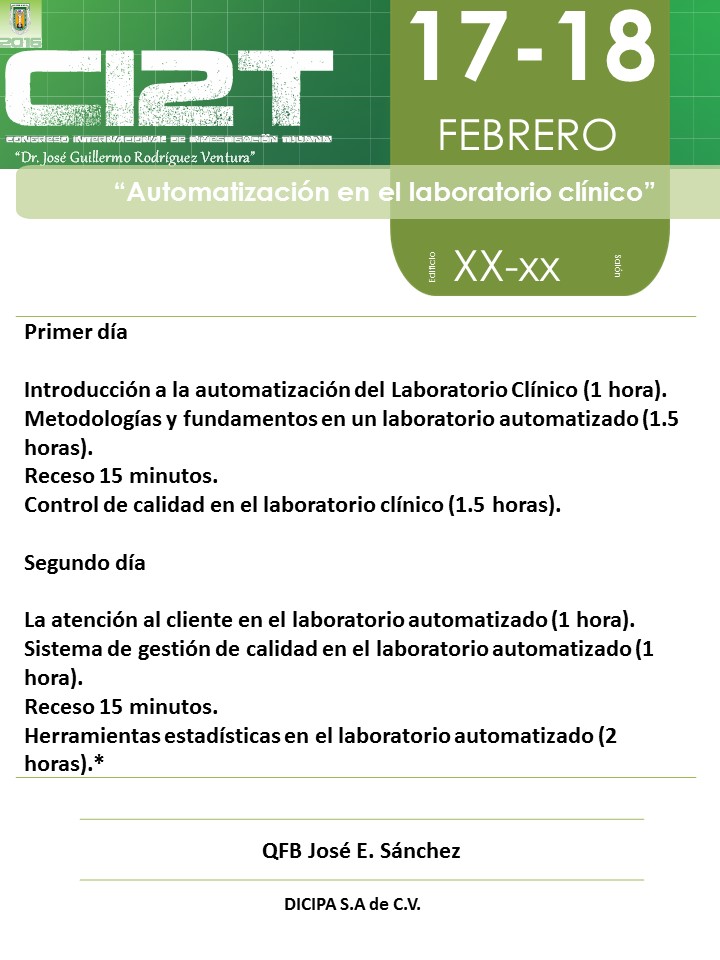 2016
CI2T
CONGRESO INTERNACIONAL DE INVESTIGACIÓN TIJUANA
“Dr. José Guillermo Rodríguez Ventura”
17-18
FEBRERO
“Automatización en el laboratorio clínico”
Edificio
XX-xx
Salón
Primer día
Introducción a la automatización del Laboratorio Clínico (1 hora).
Metodologías y fundamentos en un laboratorio automatizado (1.5
horas).
Receso 15 minutos.
Control de calidad en el laboratorio clínico (1.5 horas).
Segundo día
La atención al cliente en el laboratorio automatizado (1 hora).
Sistema de gestión de calidad en el laboratorio automatizado (1
hora).
Receso 15 minutos.
Herramientas estadísticas en el laboratorio automatizado (2
horas).*
QFB José E. Sánchez
DICIPA S.A de C.V.